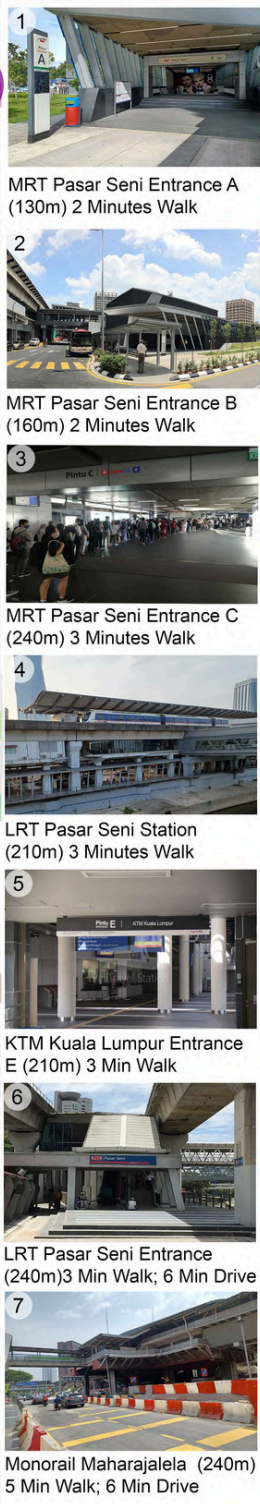 1
A
MRT Pasar Seni Entrance A
(130m) 2 Minutes Walk
2
MRT Pasar Seni Entrance B
(160m) 2 Minutes Walk
3
Pintu C
MRT Pasar Seni Entrance C
(240m) 3 Minutes Walk
4
LRT Pasar Seni Station
(210m) 3 Minutes Walk
5
Pintu E KTM Kuala Lumpur
KTM Kuala Lumpur Entrance
E (210m) 3 Min Walk
6
Pasar Seni
LRT Pasar Seni Entrance
(240m)3 Min Walk; 6 Min Drive
7
Monorail Maharajalela (240m)
5 Min Walk; 6 Min Drive